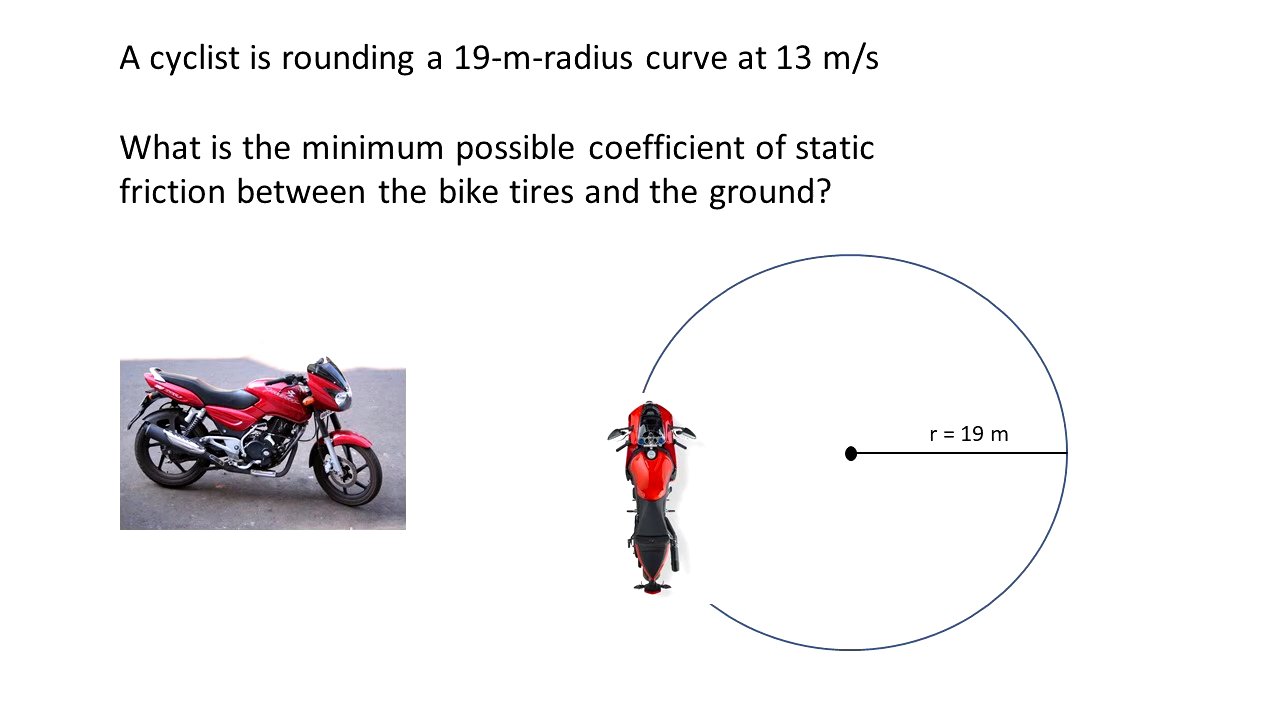 A cyclist is rounding a 19-m-radius curve at 13 m/s
What is the minimum possible coefficient of static
friction between the bike tires and the ground?
r = 19 m